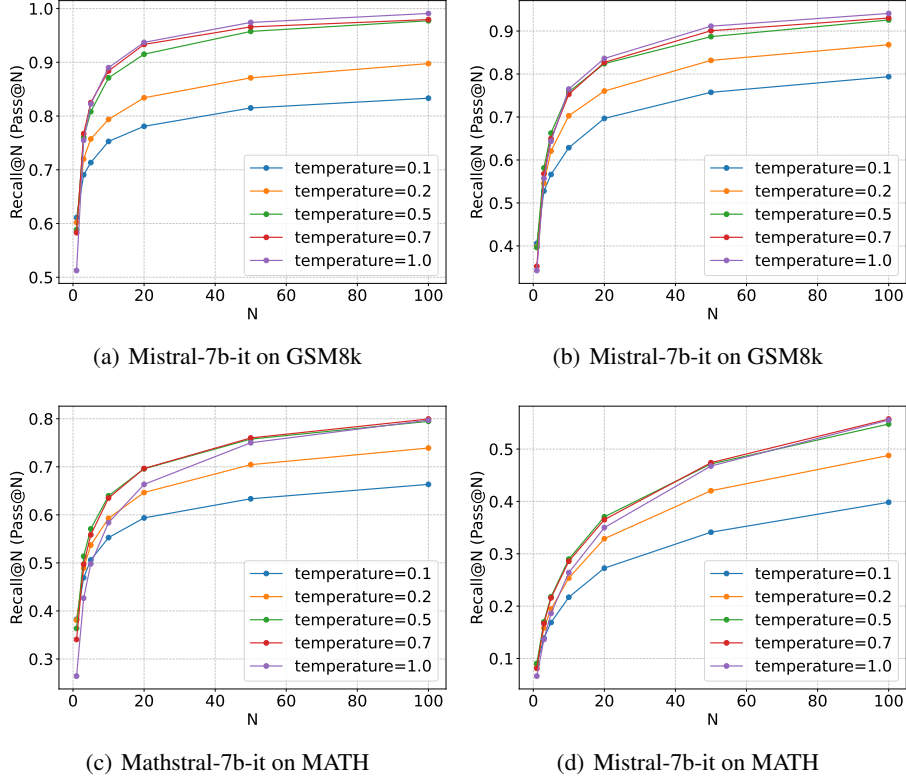 1.0
0.9
0.8
0.7
0.6
0.5
Recall@N (Pass@N)
temperature=0.1
temperature=0.2
temperature=0.5
temperature=0.7
temperature=1.0
0 20 40 60 80 100
N
(a) Mistral-7b-it on GSM8k
0.9
0.8
0.7
0.6
0.5
0.4
Recall@N (Pass@N)
temperature=0.1
temperature=0.2
temperature=0.5
temperature=0.7
temperature=1.0
0 20 40 60 80 100
N
(b) Mistral-7b-it on GSM8k
0.8
0.7
0.6
0.5
0.4
0.3
Recall@N (Pass@N)
temperature=0.1
temperature=0.2
temperature=0.5
temperature=0.7
temperature=1.0
0 20 40 60 80 100
N
(c) Mathstral-7b-it on MATH
0.5
0.4
0.3
0.2
0.1
Recall@N (Pass@N)
temperature=0.1
temperature=0.2
temperature=0.5
temperature=0.7
temperature=1.0
0 20 40 60 80 100
N
(d) Mistral-7b-it on MATH